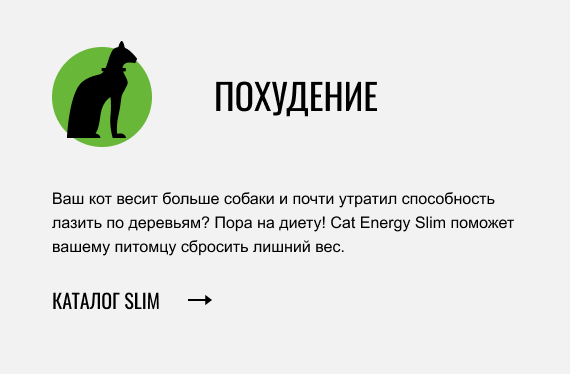 ПОХУДЕНИЕ
Ваш кот весит больше собаки и почти утратил способность
лазить по деревьям? Пора на диету! Cat Energy Slim поможет
вашему питомцу сбросить лишний вес.
КАТАЛОГ SLIM